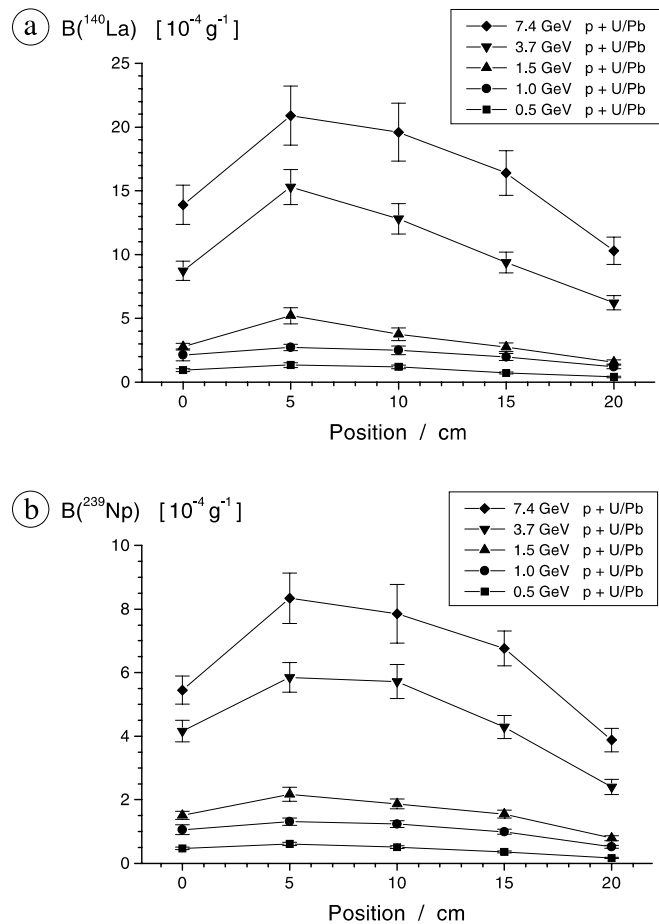 a B(¹⁴⁰La) [10⁻⁴ g⁻¹]
7.4 GeV p + U/Pb
3.7 GeV p + U/Pb
1.5 GeV p + U/Pb
1.0 GeV p + U/Pb
0.5 GeV p + U/Pb
25
20
15
10
5
0
0 5 10 15 20
Position / cm
b B(²³⁹Np) [10⁻⁴ g⁻¹]
7.4 GeV p + U/Pb
3.7 GeV p + U/Pb
1.5 GeV p + U/Pb
1.0 GeV p + U/Pb
0.5 GeV p + U/Pb
10
8
6
4
2
0
0 5 10 15 20
Position / cm